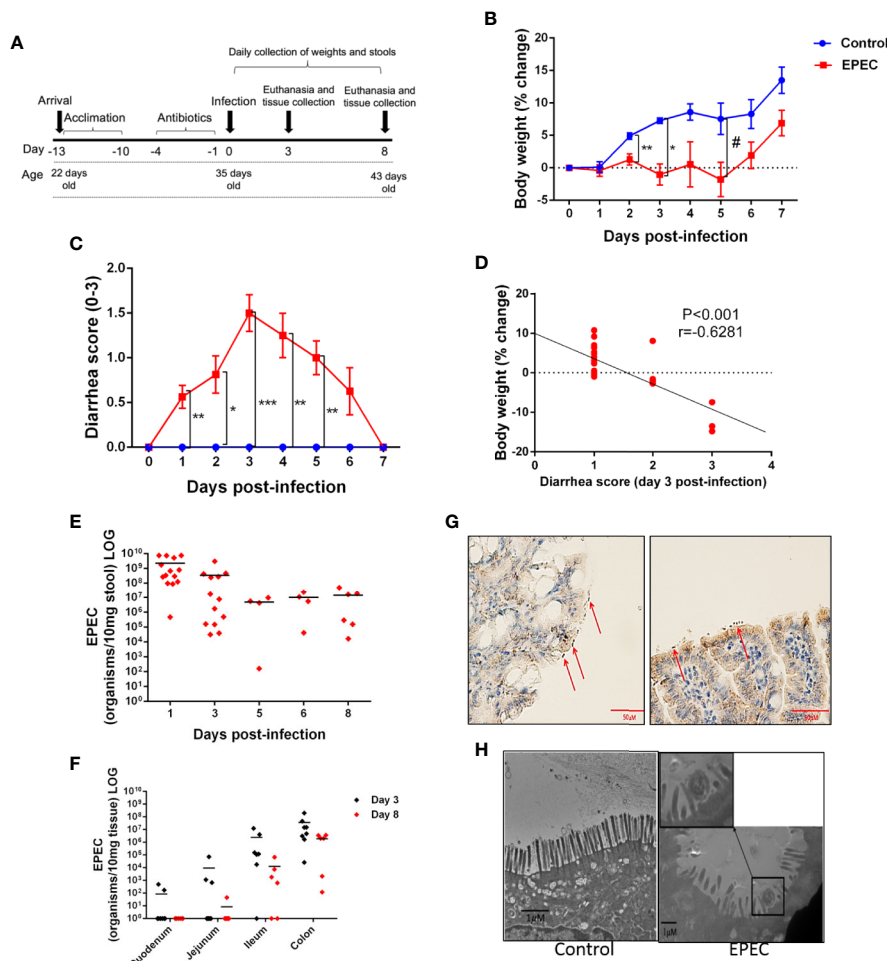 A
Daily collection of weights and stools
Arrival
Acclimation
Antibiotics
Infection
Euthanasia and
tissue collection
Euthanasia and
tissue collection
Day
-13
-10
-4
-1
0
3
8
Age
22 days
old
35 days
old
43 days
old
B
Body weight (% change)
20
15
10
5
0
-5
0 1 2 3 4 5 6 7
Days post-infection
** * #
Control
EPEC
C
Diarrhea score (0-3)
2.0
1.5
1.0
0.5
0.0
** * *** ** **
0 1 2 3 4 5 6 7
Days post-infection
D
Body weight (% change)
20
10
0
-10
-20
P<0.001
r=-0.6281
0 1 2 3 4
Diarrhea score (day 3 post-infection)
E
EPEC
(organisms/10mg stool) LOG
10¹⁰
10⁹
10⁸
10⁷
10⁶
10⁵
10⁴
10³
10²
10¹
10⁰
1 3 5 6 8
Days post-infection
F
EPEC
(organisms/10mg tissue) LOG
10¹⁰
10⁹
10⁸
10⁷
10⁶
10⁵
10⁴
10³
10²
10¹
10⁰
Jejunum
Ileum
Colon
Day 3
Day 8
G
50µM
50µM
H
1µM
1µM
Control
EPEC